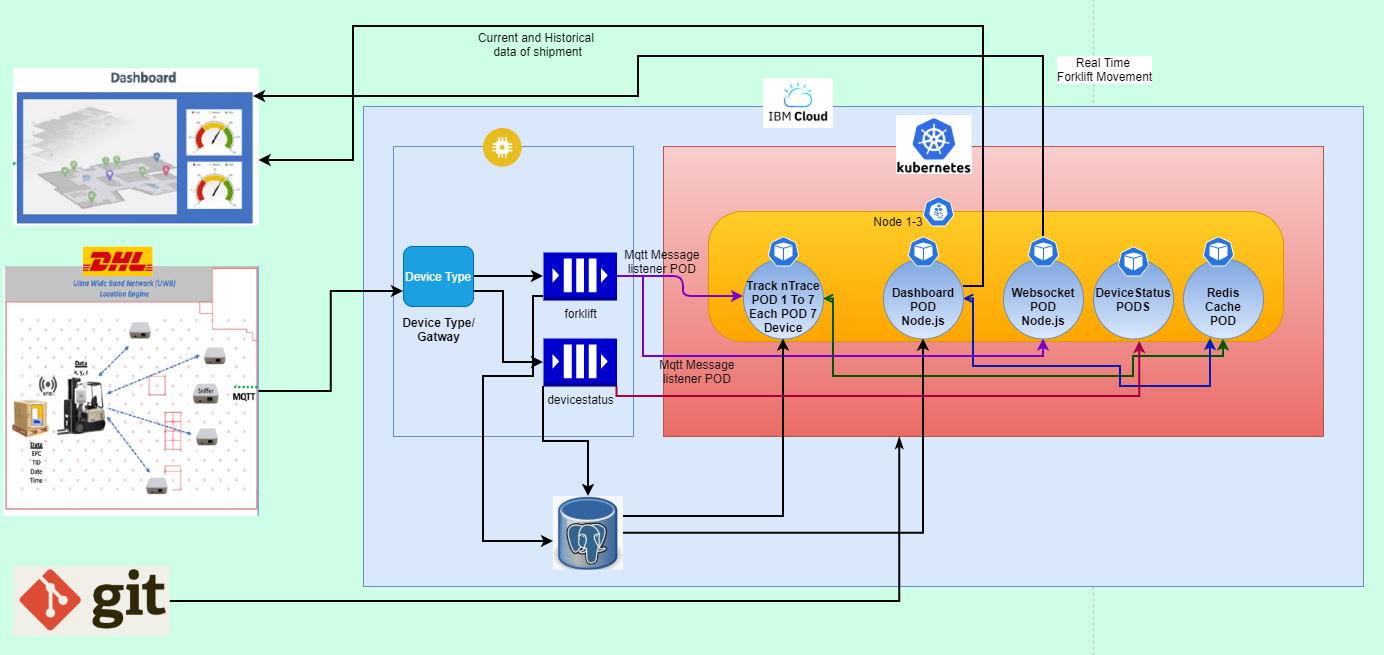 Current and Historical
data of shipment
Real Time
Forklift Movement
Dashboard
IBM Cloud
kubernetes
Node 1-3
Device Type
Device Type/
Gatway
forklift
devicestatus
Mqtt Message
listener POD
Mqtt Message
listener POD
Track nTrace
POD 1 To 7
Each POD 7
Device
Dashboard
POD
Node.js
Websocket
POD
Node.js
DeviceStatus
PODS
Redis
Cache
POD
DHL
Ultra Wide Band Network (UWB)
Location Engine
Data
x, y, z
Sniffer
MQTT
Data
EPC
TID
Date
Time
git